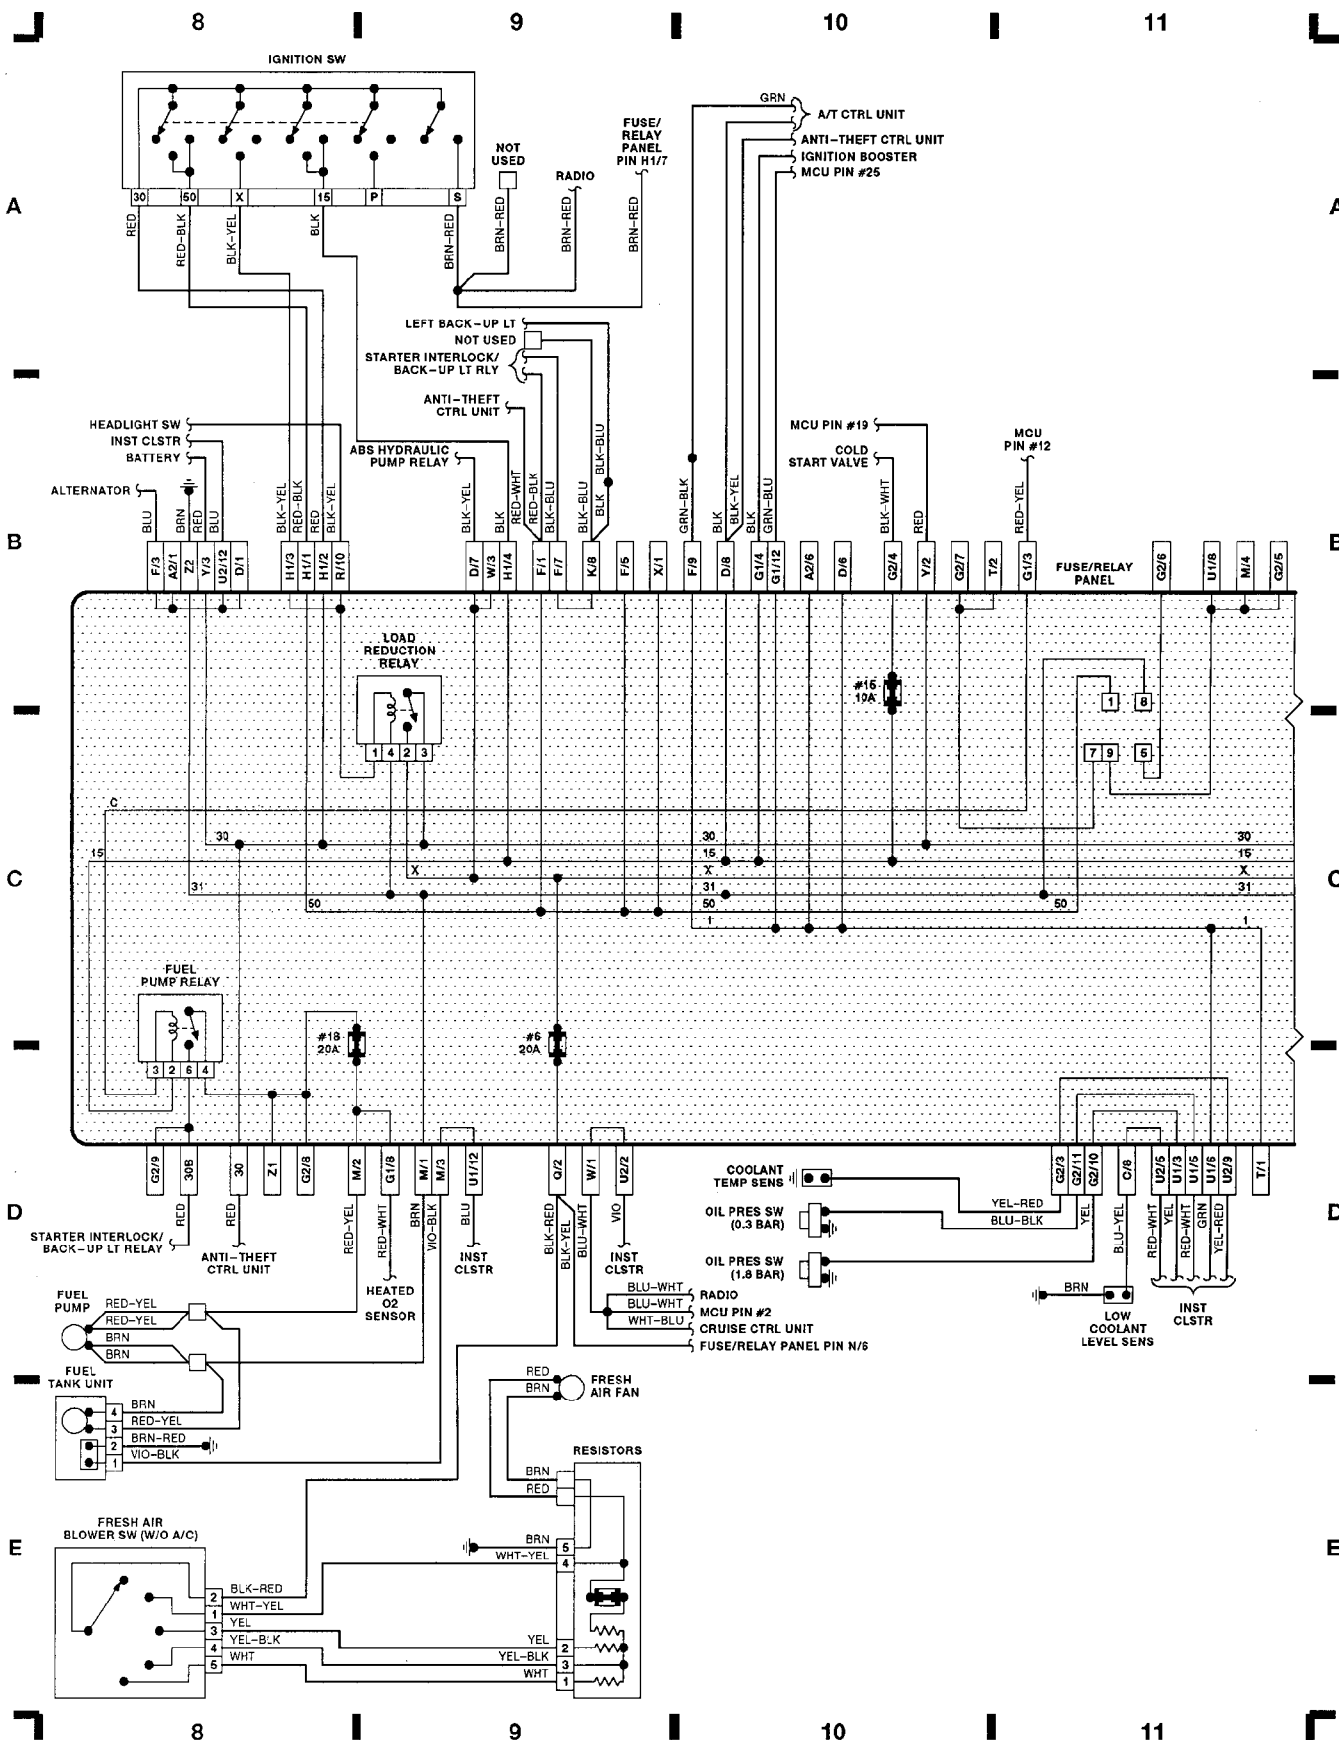 8 9 10 11
IGNITION SW
30 50 X 15 P S
RED
RED-BLK
BLK-YEL
BLK
BRN-RED
NOT
USED
BRN-RED
RADIO
BRN-RED
FUSE/
RELAY
PANEL
PIN H1/7
BRN-RED
GRN
A/T CTRL UNIT
ANTI-THEFT CTRL UNIT
IGNITION BOOSTER
MCU PIN #25
A A
LEFT BACK-UP LT
NOT USED
STARTER INTERLOCK/
BACK-UP LT RLY
ANTI-THEFT
CTRL UNIT
ABS HYDRAULIC
PUMP RELAY
HEADLIGHT SW
INST CLSTR
BATTERY
ALTERNATOR
MCU PIN #19
COLD
START VALVE
MCU
PIN #12
BLU
BRN
RED
BLU
BLK-YEL
RED-BLK
RED
BLK-YEL
BLK-YEL
BLK
RED-WHT
RED-BLK
BLK-BLU
BLK-BLU
BLK
BLK-BLU
GRN-BLK
BLK
BLK-YEL
BLK
GRN-BLU
BLK-WHT
RED
RED-YEL
B B
F/3 A2/1 Z2 Y/3 U2/12 D/1 H1/3 H1/1 H1/2 R/10 D/7 W/3 H1/4 F/1 F/7 K/8 F/5 X/1 F/9 D/8 G1/4 G1/12 A2/6 D/6 G2/4 Y/2 G2/7 T/2 G1/3
FUSE/RELAY
PANEL
G2/6 U1/8 M/4 G2/5
LOAD
REDUCTION
RELAY
1 4 2 3
#15
10A
1 8
7 9 5
C
30 30 30
15 15 15
X X X
31 31 31
50 50 50
1 1
C C
FUEL
PUMP RELAY
3 2 6 4
#18
20A
#6
20A
G2/9 30B 30 Z1 G2/8 M/2 G1/8 M/1 M/3 U1/12 Q/2 W/1 U2/2
G2/3 G2/11 G2/10 C/8 U2/5 U1/3 U1/5 U1/6 U2/9 T/1
D D
RED
RED
RED-YEL
RED-WHT
BRN
VIO-BLK
BLU
BLK-RED
BLK-YEL
BLU-WHT
VIO
STARTER INTERLOCK/
BACK-UP LT RELAY
ANTI-THEFT
CTRL UNIT
HEATED
O2
SENSOR
INST
CLSTR
INST
CLSTR
COOLANT
TEMP SENS
OIL PRES SW
(0.3 BAR)
OIL PRES SW
(1.8 BAR)
YEL-RED
BLU-BLK
YEL
BLU-YEL
RED-WHT
YEL
RED-WHT
GRN
YEL-RED
BRN
LOW
COOLANT
LEVEL SENS
INST
CLSTR
BLU-WHT RADIO
BLU-WHT MCU PIN #2
WHT-BLU CRUISE CTRL UNIT
FUSE/RELAY PANEL PIN N/6
FUEL
PUMP
RED-YEL
RED-YEL
BRN
BRN
FUEL
TANK UNIT
4 BRN
3 RED-YEL
2 BRN-RED
1 VIO-BLK
RED
BRN
FRESH
AIR FAN
RESISTORS
BRN
RED
BRN 5
WHT-YEL 4
YEL 2
YEL-BLK 3
WHT 1
E E
FRESH AIR
BLOWER SW (W/O A/C)
2 BLK-RED
1 WHT-YEL
3 YEL
4 YEL-BLK
5 WHT
8 9 10 11